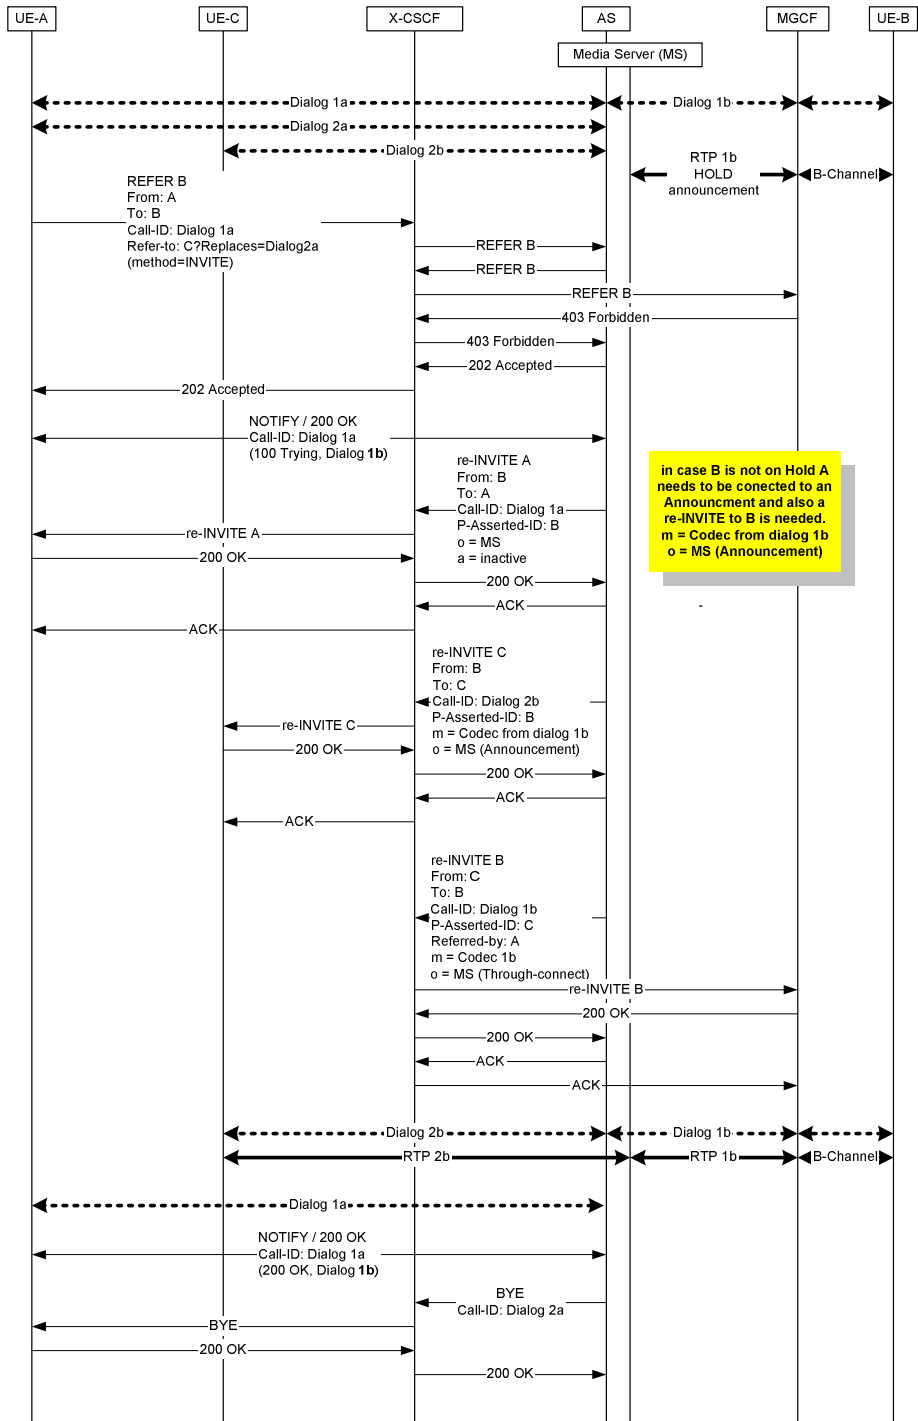 UE-A
UE-C
X-CSCF
AS
MGCF
UE-B
Media Server (MS)
Dialog 1a
Dialog 1b
Dialog 2a
Dialog 2b
RTP 1b
HOLD
announcement
B-Channel
REFER B
From: A
To: B
Call-ID: Dialog 1a
Refer-to: C?Replaces=Dialog2a
(method=INVITE)
REFER B
REFER B
REFER B
403 Forbidden
403 Forbidden
202 Accepted
202 Accepted
NOTIFY / 200 OK
Call-ID: Dialog 1a
(100 Trying, Dialog 1b)
re-INVITE A
From: B
To: A
Call-ID: Dialog 1a
P-Asserted-ID: B
o = MS
a = inactive
in case B is not on Hold A
needs to be conected to an
Announcment and also a
re-INVITE to B is needed.
m = Codec from dialog 1b
o = MS (Announcement)
re-INVITE A
200 OK
200 OK
ACK
-
ACK
re-INVITE C
From: B
To: C
Call-ID: Dialog 2b
P-Asserted-ID: B
m = Codec from dialog 1b
o = MS (Announcement)
re-INVITE C
200 OK
200 OK
ACK
ACK
re-INVITE B
From: C
To: B
Call-ID: Dialog 1b
P-Asserted-ID: C
Referred-by: A
m = Codec 1b
o = MS (Through-connect)
re-INVITE B
200 OK
200 OK
ACK
ACK
Dialog 2b
Dialog 1b
RTP 2b
RTP 1b
B-Channel
Dialog 1a
NOTIFY / 200 OK
Call-ID: Dialog 1a
(200 OK, Dialog 1b)
BYE
Call-ID: Dialog 2a
BYE
200 OK
200 OK